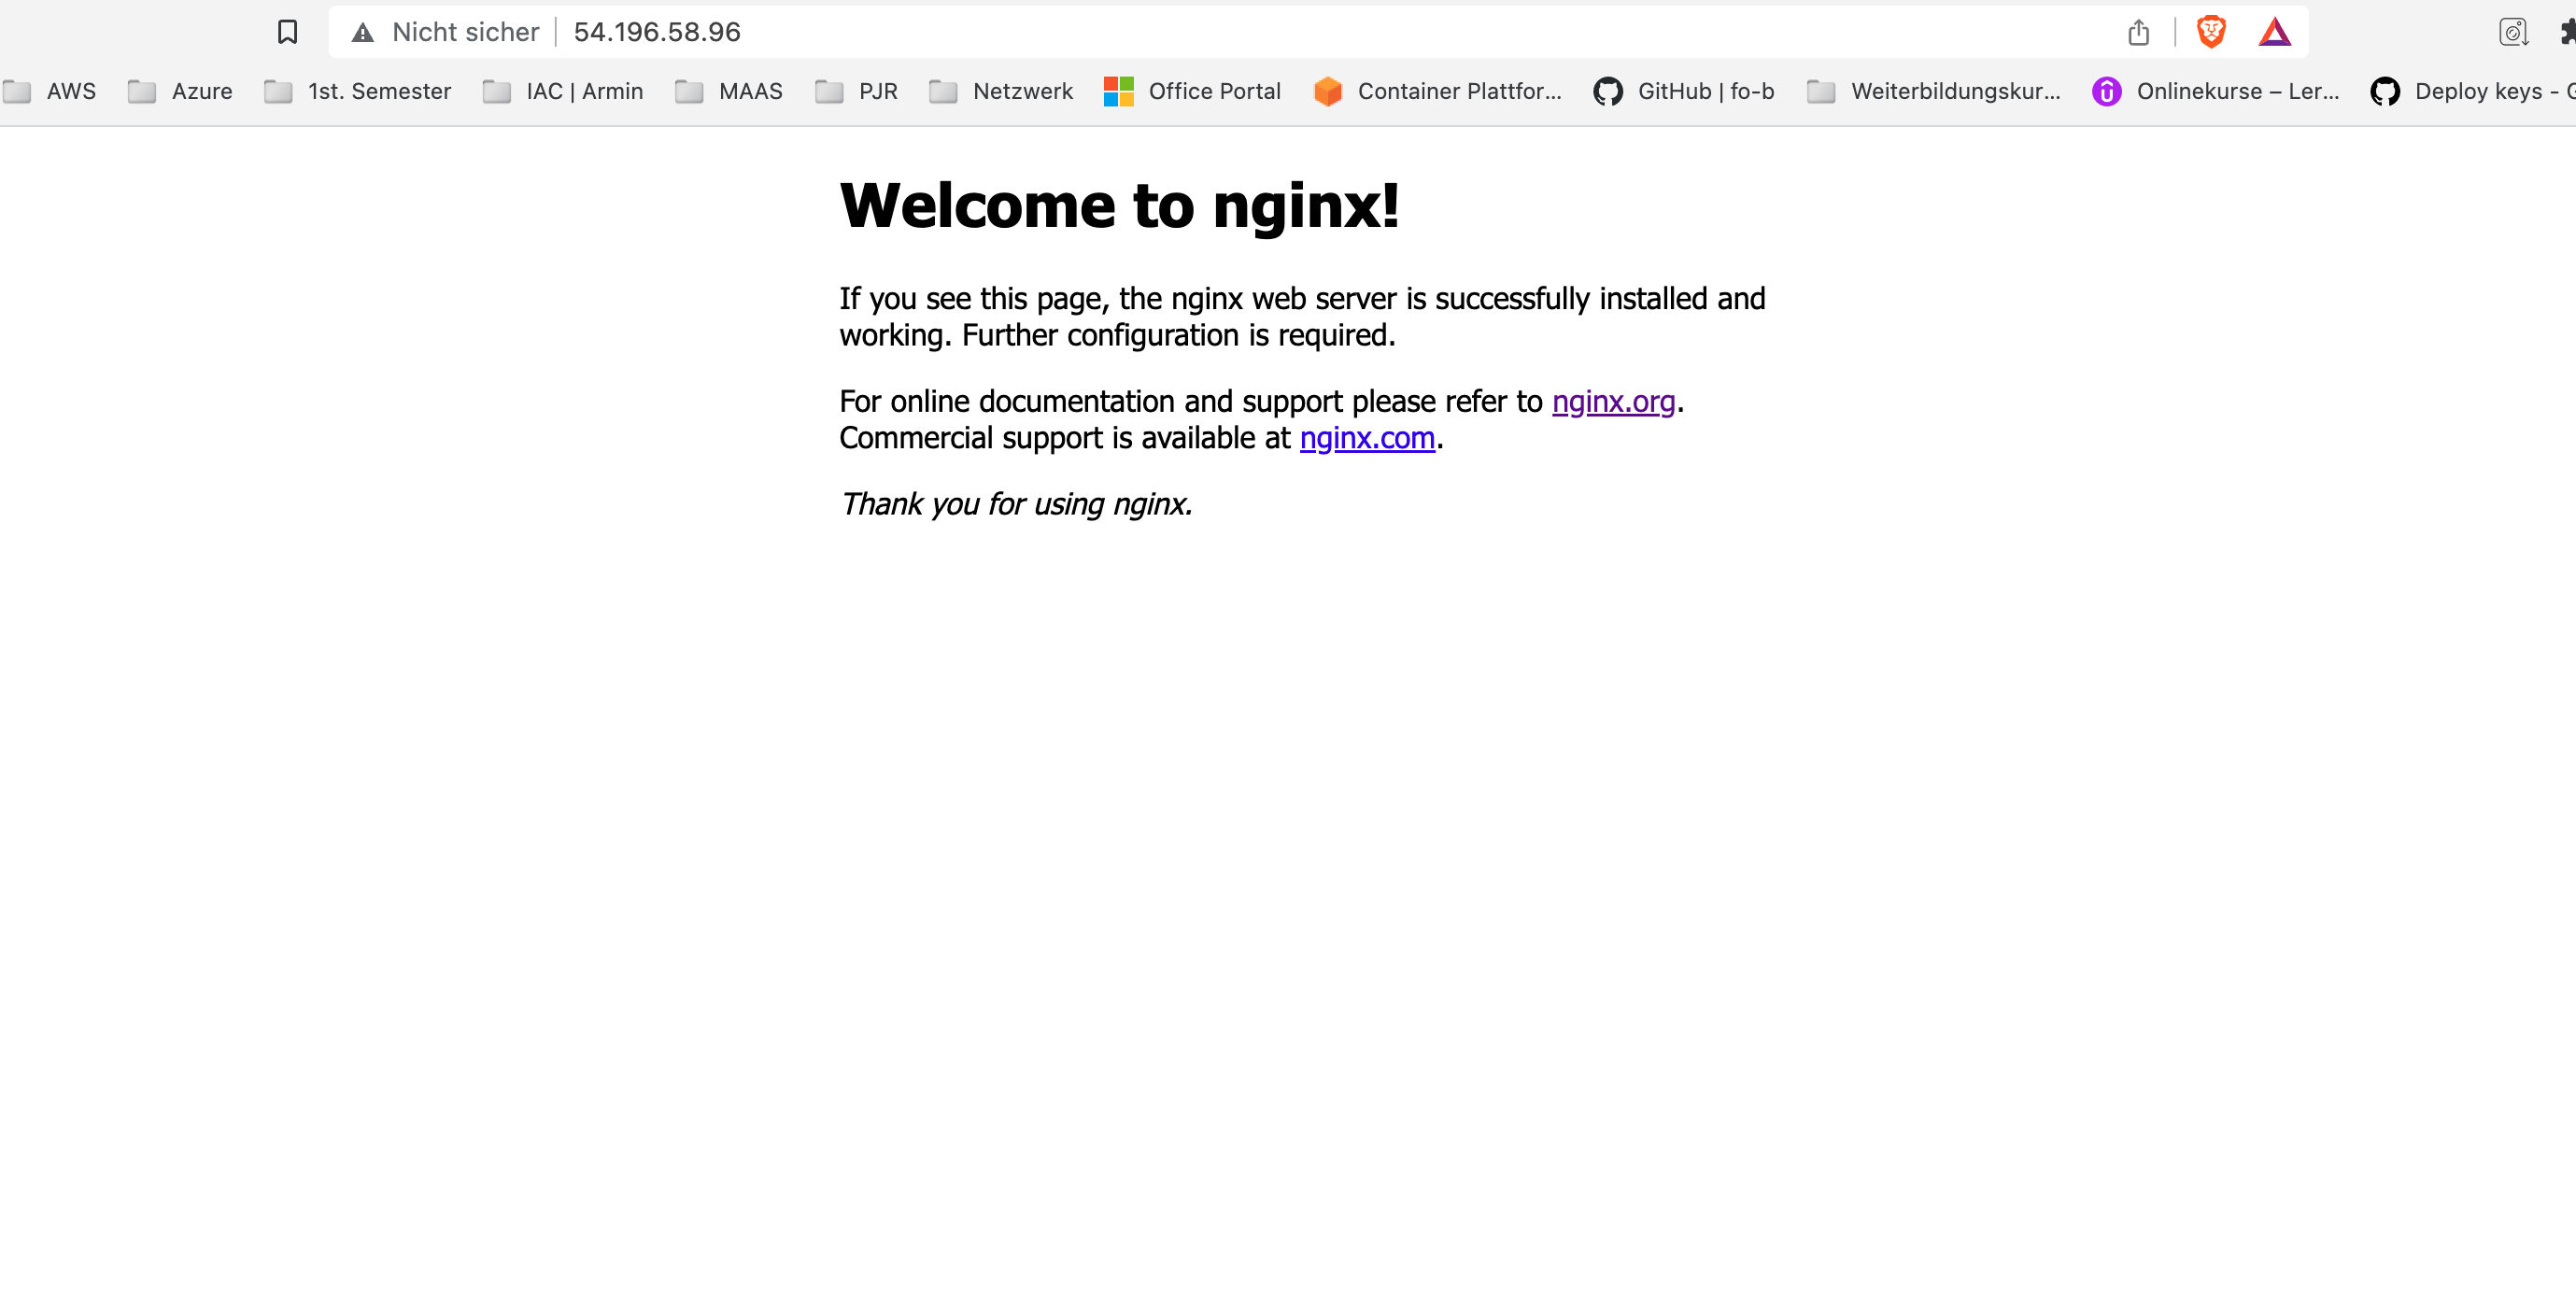 Nicht sicher 54.196.58.96
AWS Azure 1st. Semester IAC | Armin MAAS PJR Netzwerk Office Portal Container Plattfor... GitHub | fo-b Weiterbildungskur... Onlinekurse – Ler... Deploy keys -
Welcome to nginx!
If you see this page, the nginx web server is successfully installed and
working. Further configuration is required.
For online documentation and support please refer to nginx.org.
Commercial support is available at nginx.com.
Thank you for using nginx.